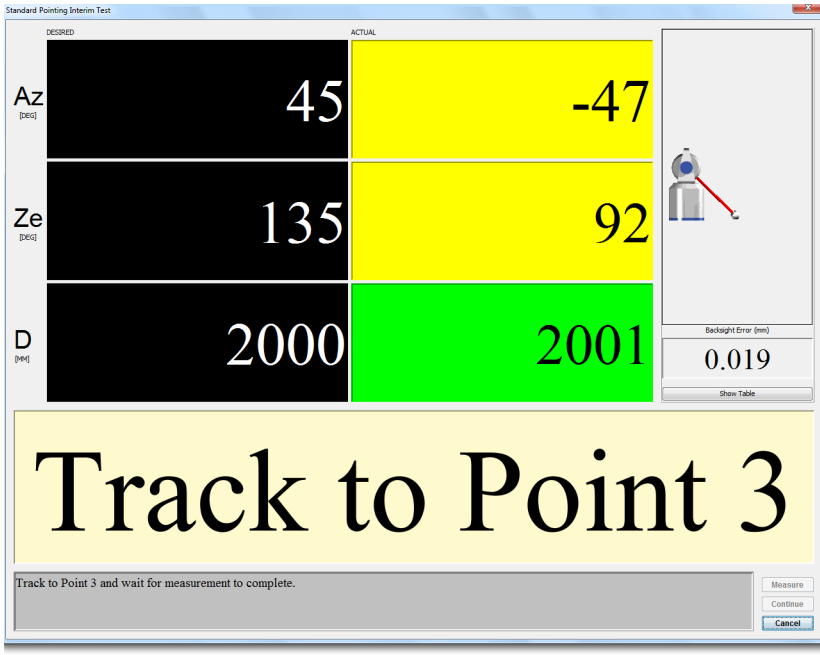 Standard Pointing Interim Test
DESIRED
ACTUAL
Az
[DEG]
45
-47
Ze
[DEG]
135
92
D
[MM]
2000
2001
Backsight Error (mm)
0.019
Show Table
Track to Point 3
Track to Point 3 and wait for measurement to complete.
Measure
Continue
Cancel